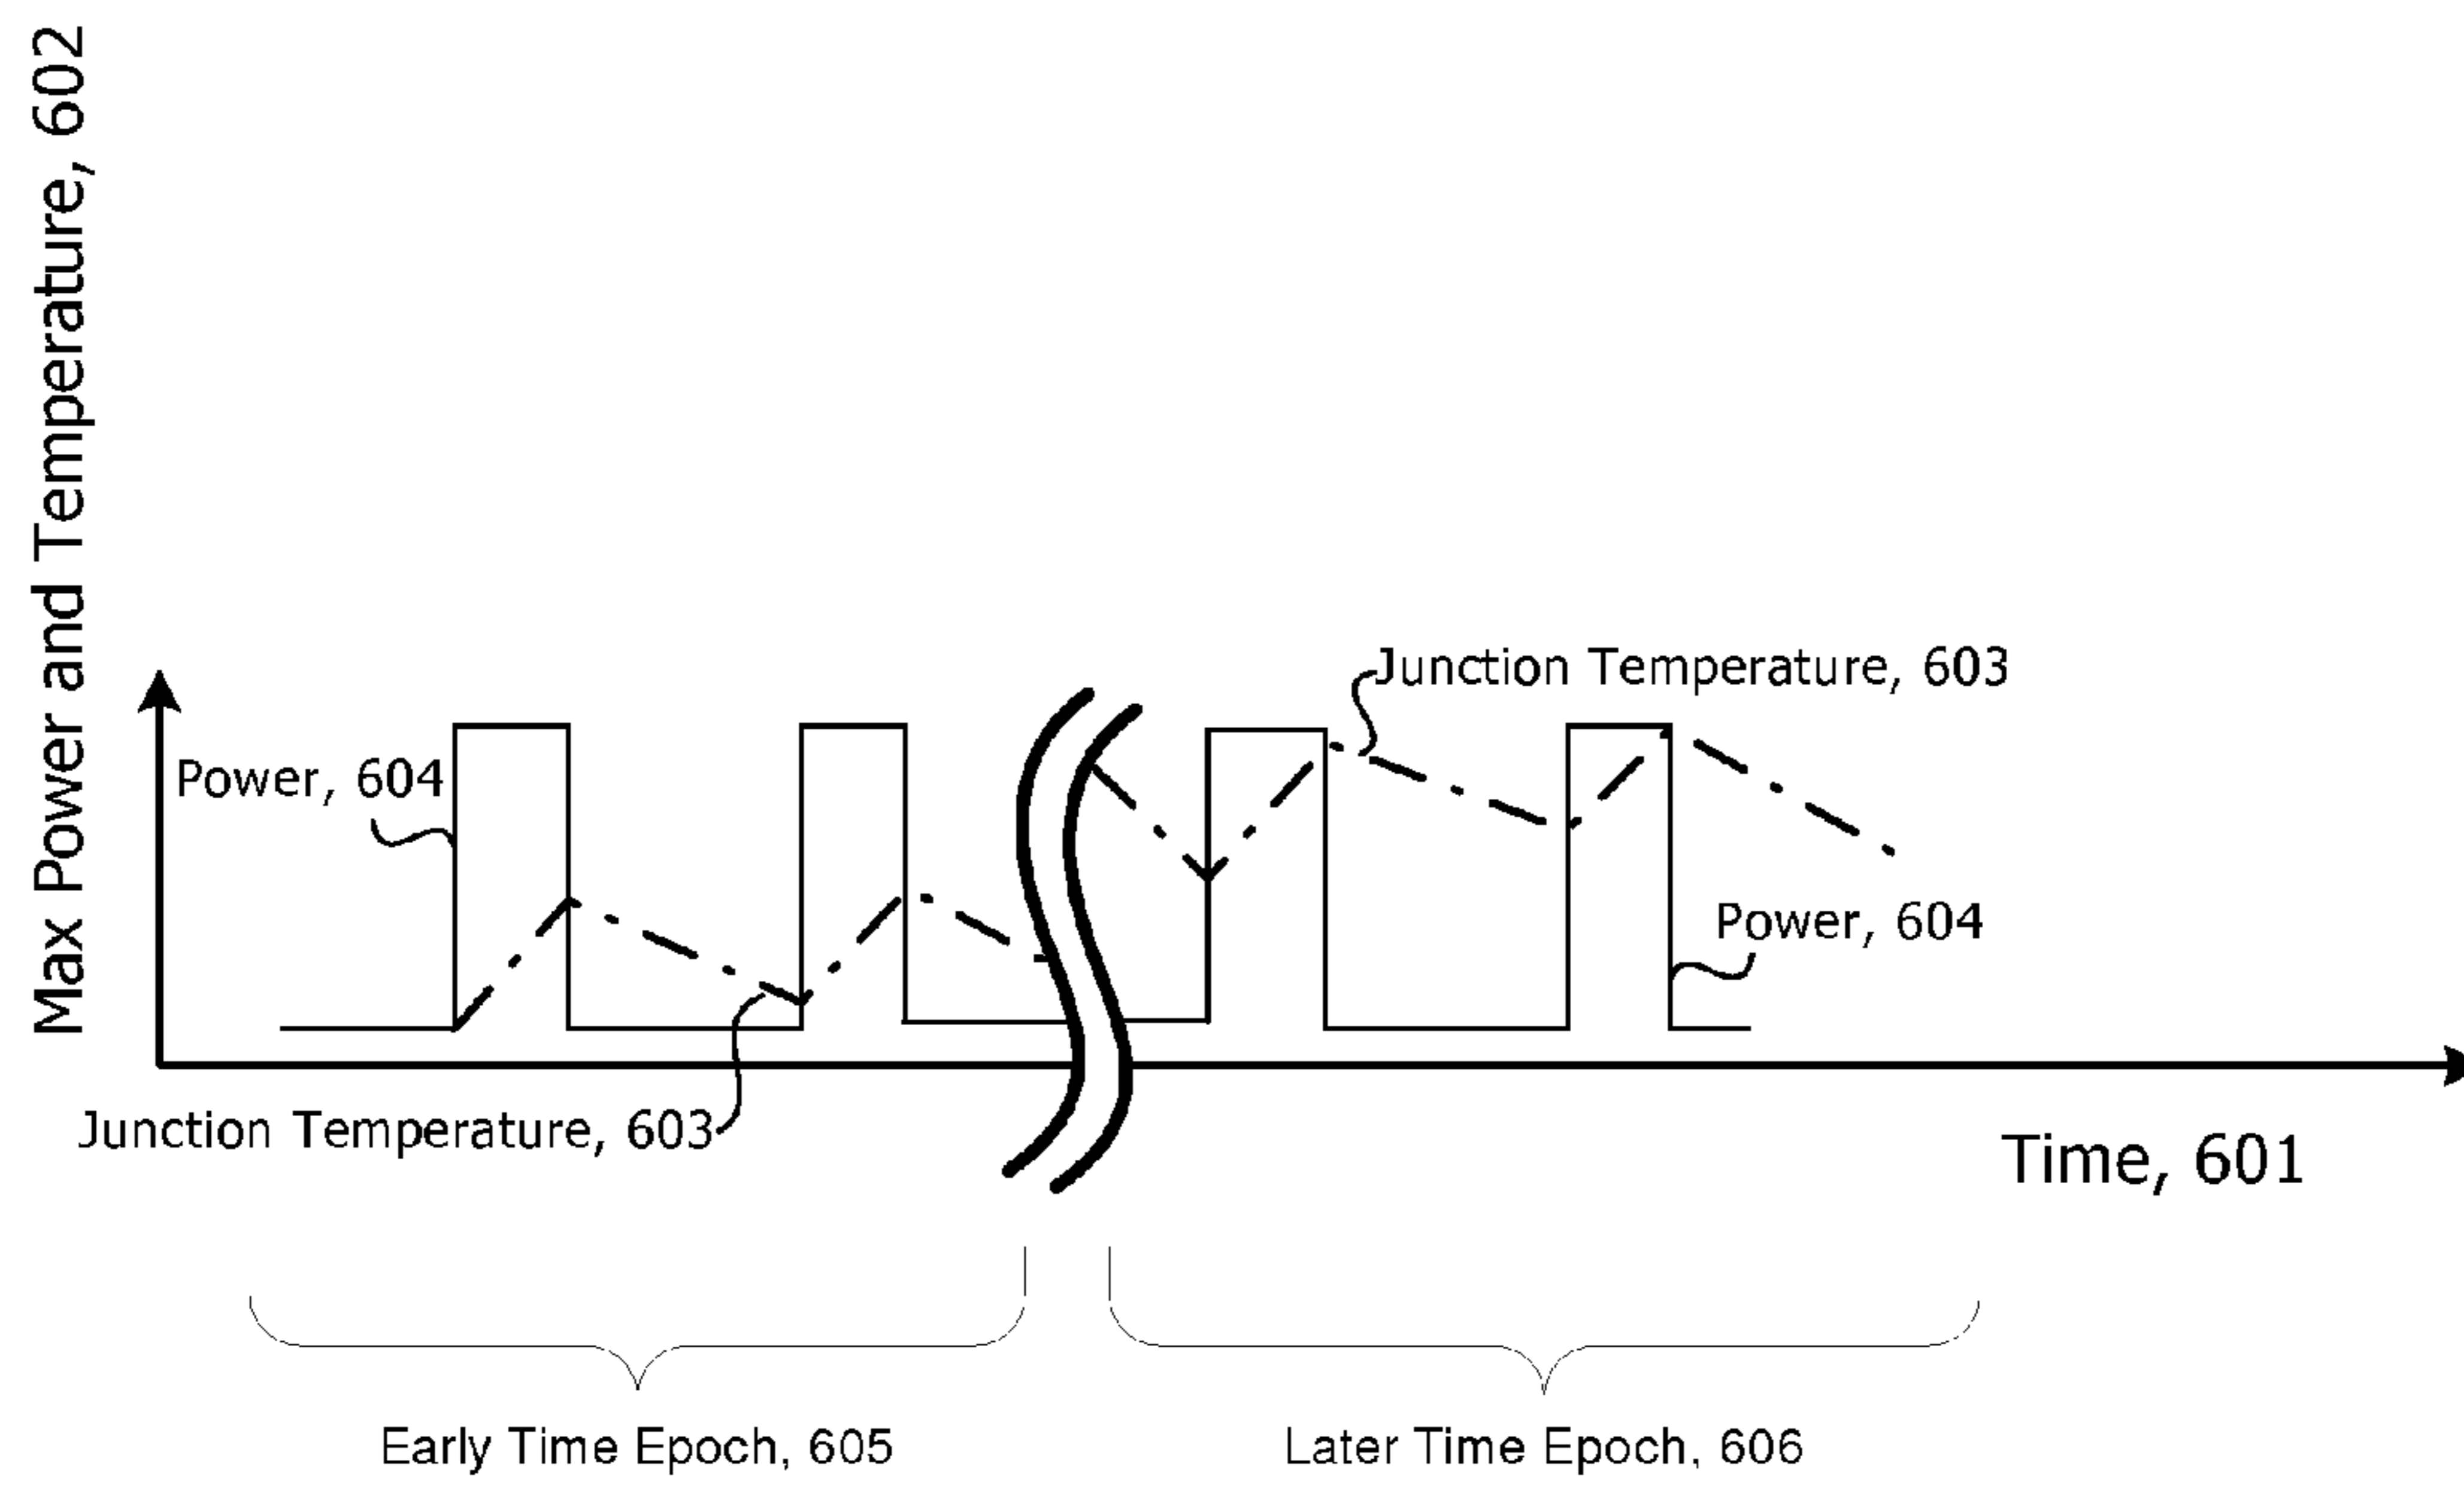 Max Power and Temperature, 602
Junction Temperature, 603
Power, 604
Power, 604
Junction Temperature, 603
Time, 601
Early Time Epoch, 605
Later Time Epoch, 606